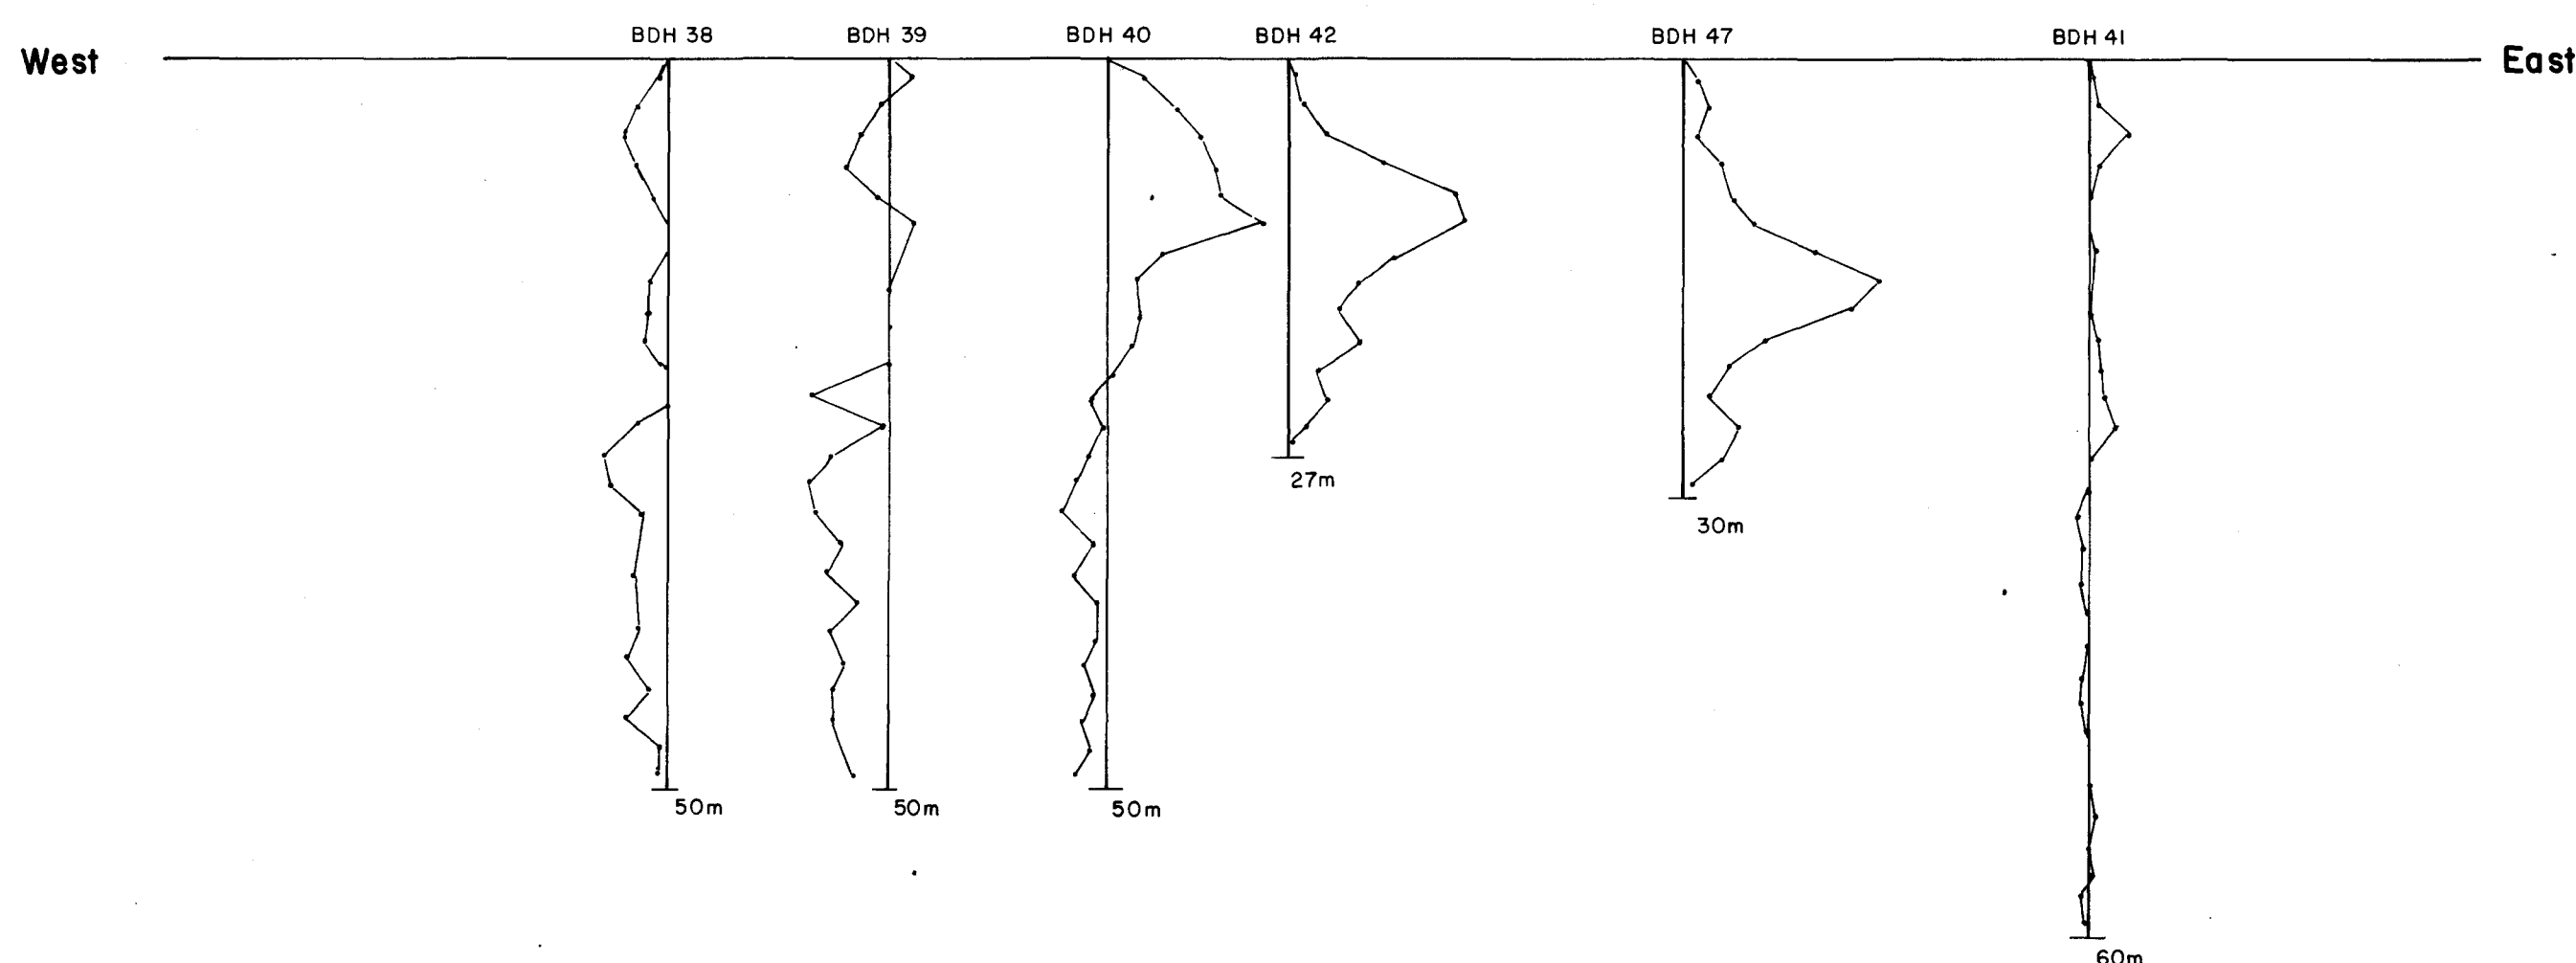 BDH 38 BDH 39 BDH 40 BDH 42 BDH 47 BDH 41
West East
27m
30m
50m 50m 50m
60m